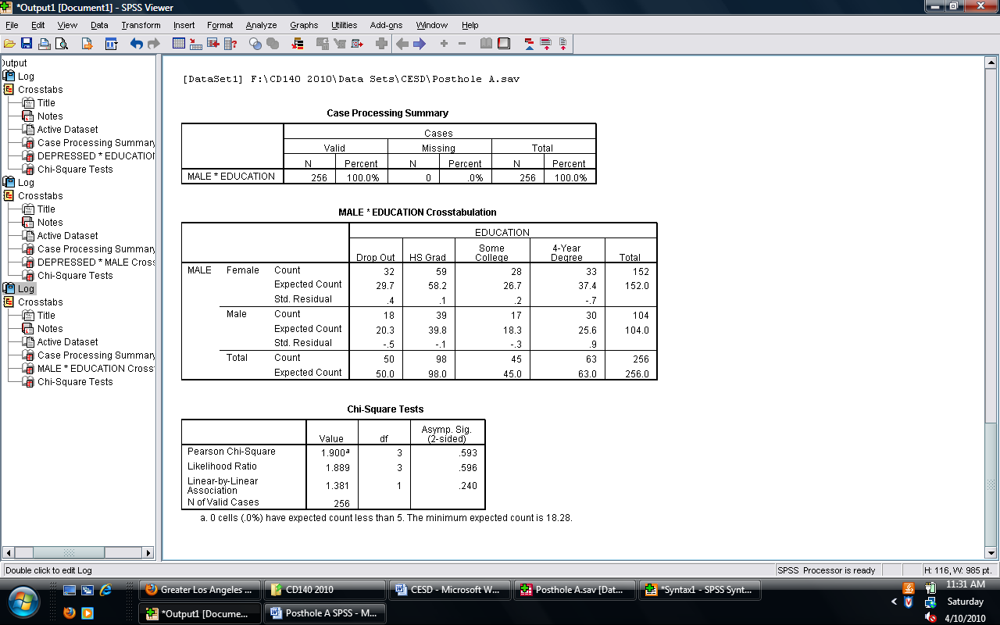 *Output1 [Document1] - SPSS Viewer
File Edit View Data Transform Insert Format Analyze Graphs Utilities Add-ons Window Help
Output
Log
Crosstabs
Title
Notes
Active Dataset
Case Processing Summary
DEPRESSED * EDUCATION
Chi-Square Tests
Log
Crosstabs
Title
Notes
Active Dataset
Case Processing Summary
DEPRESSED * MALE Cross
Chi-Square Tests
Log
Crosstabs
Title
Notes
Active Dataset
Case Processing Summary
MALE * EDUCATION Cross
Chi-Square Tests
[DataSet1] F:\CD140 2010\Data Sets\CESD\Posthole A.sav
Case Processing Summary
Cases
Valid Missing Total
N Percent N Percent N Percent
MALE * EDUCATION 256 100.0% 0 .0% 256 100.0%
MALE * EDUCATION Crosstabulation
EDUCATION
Drop Out HS Grad Some College 4-Year Degree Total
MALE Female Count 32 59 28 33 152
Expected Count 29.7 58.2 26.7 37.4 152.0
Std. Residual .4 .1 .2 -.7
Male Count 18 39 17 30 104
Expected Count 20.3 39.8 18.3 25.6 104.0
Std. Residual -.5 -.1 -.3 .9
Total Count 50 98 45 63 256
Expected Count 50.0 98.0 45.0 63.0 256.0
Chi-Square Tests
Value df Asymp. Sig. (2-sided)
Pearson Chi-Square 1.900a 3 .593
Likelihood Ratio 1.889 3 .596
Linear-by-Linear Association 1.381 1 .240
N of Valid Cases 256
a. 0 cells (.0%) have expected count less than 5. The minimum expected count is 18.28.
Double click to edit Log
SPSS Processor is ready
H: 116, W: 985 pt.
Greater Los Angeles ...
CD140 2010
CESD - Microsoft W...
Posthole A.sav [Dat...
*Syntax1 - SPSS Synt...
*Output1 [Docume...
Posthole A SPSS - M...
11:31 AM
Saturday
4/10/2010